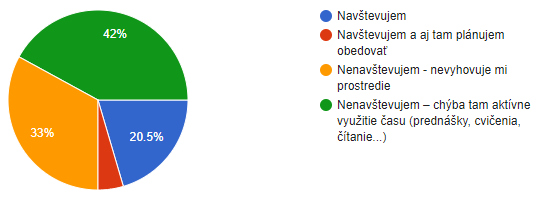 42%
33%
20.5%
Navštevujem
Navštevujem a aj tam plánujem
obedovať
Nenavštevujem - nevyhovuje mi
prostredie
Nenavštevujem – chýba tam aktívne
využitie času (prednášky, cvičenia,
čítanie...)